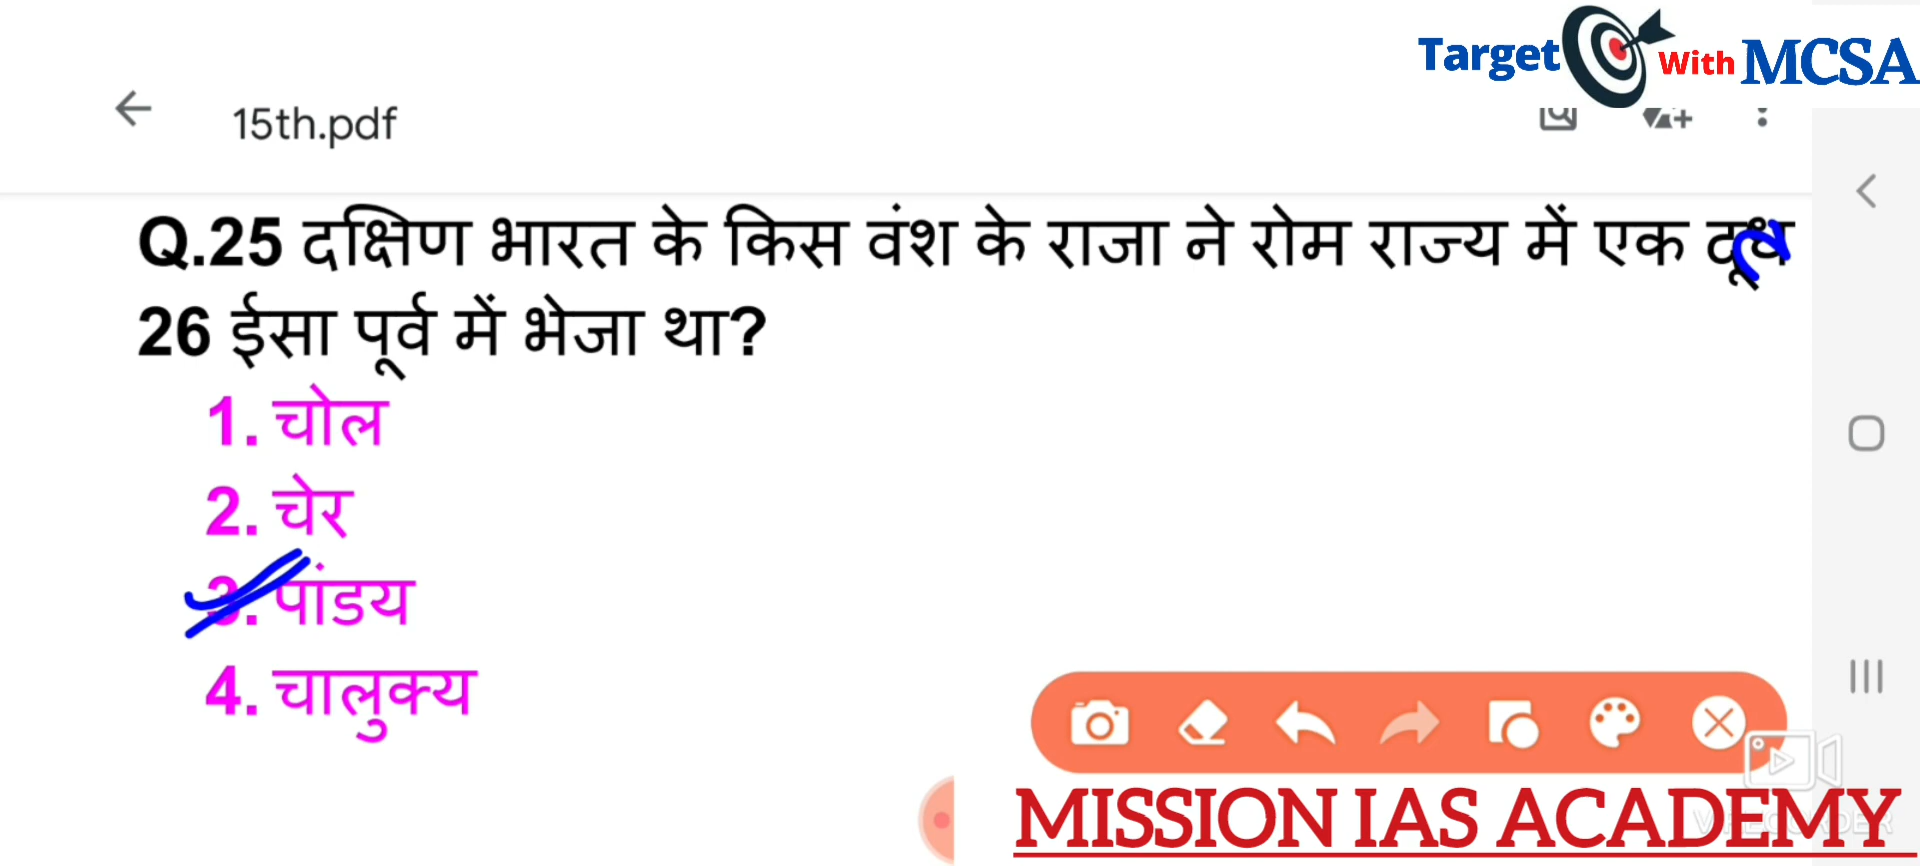 Target With MCSA
15th.pdf
Q.25 दक्षिण भारत के किस वंश के राजा ने रोम राज्य में एक
26 ईसा पूर्व में भेजा था?
1. चोल
2. चेर
3. पांडय
4. चालुक्य
MISSION IAS ACADEMY